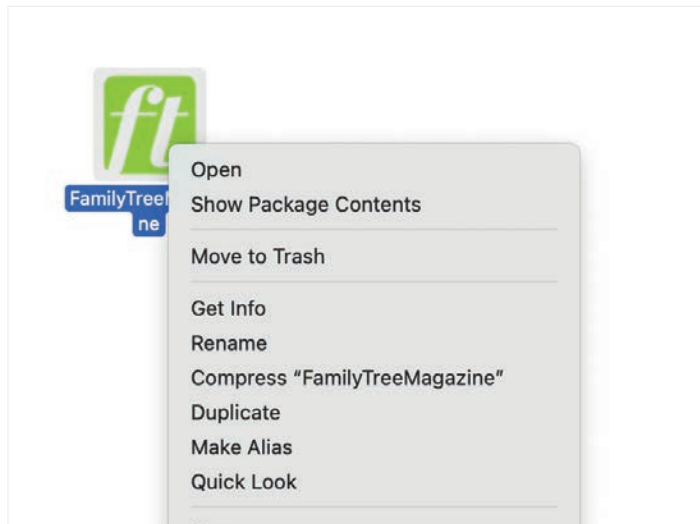 ft
FamilyTreeM
ne
Open
Show Package Contents
Move to Trash
Get Info
Rename
Compress “FamilyTreeMagazine”
Duplicate
Make Alias
Quick Look